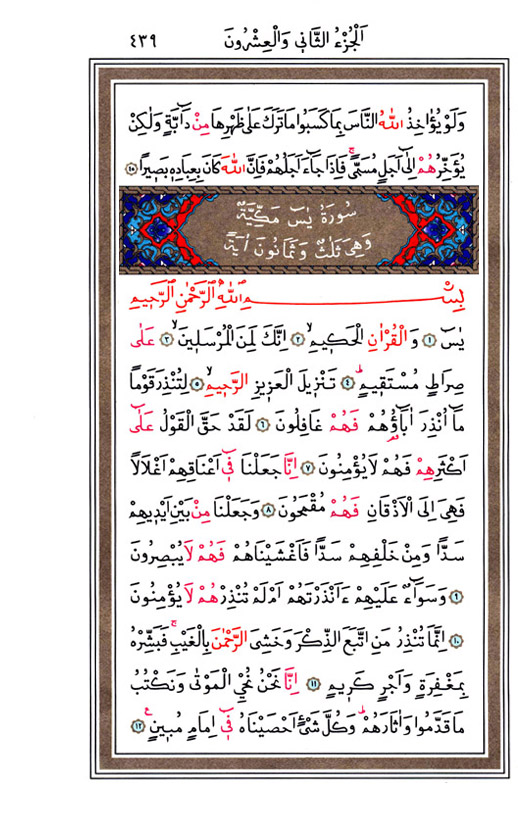 اَلْجُزْءُ الثَّانِي وَالْعِشْرُونَ ٤٣٩
وَلَوْ يُؤَاخِذُ اللّٰهُ النَّاسَ بِمَا كَسَبُوا مَا تَرَكَ عَلٰى ظَهْرِهَا مِنْ دَٓابَّةٍ وَلٰكِنْ
يُؤَخِّرُهُمْ اِلٰٓى اَجَلٍ مُسَمًّىۚ فَاِذَا جَٓاءَ اَجَلُهُمْ فَاِنَّ اللّٰهَ كَانَ بِعِبَادِهِ بَصِيرًا ﴿٤٥﴾
سُورَةُ يٰسٓ مَكِّيَّةٌ
وَهِيَ ثَلٰثٌ وَثَمَانُونَ اٰيَةً
بِسْمِ اللّٰهِ الرَّحْمٰنِ الرَّحِيمِ
يٰسٓ ﴿١﴾ وَالْقُرْاٰنِ الْحَكِيمِۙ ﴿٢﴾ اِنَّكَ لَمِنَ الْمُرْسَلِينَۙ ﴿٣﴾ عَلٰى
صِرَاطٍ مُسْتَقِيمٍۜ ﴿٤﴾ تَنْزِيلَ الْعَزِيزِ الرَّحِيمِۙ ﴿٥﴾ لِتُنْذِرَ قَوْمًا
مَٓا اُنْذِرَ اٰبَٓاؤُ۬هُمْ فَهُمْ غَافِلُونَ ﴿٦﴾ لَقَدْ حَقَّ الْقَوْلُ عَلٰٓى
اَكْثَرِهِمْ فَهُمْ لَا يُؤْمِنُونَ ﴿٧﴾ اِنَّا جَعَلْنَا فِٓي اَعْنَاقِهِمْ اَغْلَالًا
فَهِيَ اِلَى الْاَذْقَانِ فَهُمْ مُقْمَحُونَ ﴿٨﴾ وَجَعَلْنَا مِنْ بَيْنِ اَيْدِيهِمْ
سَدًّا وَمِنْ خَلْفِهِمْ سَدًّا فَاَغْشَيْنَاهُمْ فَهُمْ لَا يُبْصِرُونَ
﴿٩﴾ وَسَوَٓاءٌ عَلَيْهِمْ ءَاَنْذَرْتَهُمْ اَمْ لَمْ تُنْذِرْهُمْ لَا يُؤْمِنُونَ
﴿١٠﴾ اِنَّمَا تُنْذِرُ مَنِ اتَّبَعَ الذِّكْرَ وَخَشِيَ الرَّحْمٰنَ بِالْغَيْبِۚ فَبَشِّرْهُ
بِمَغْفِرَةٍ وَاَجْرٍ كَرِيمٍ ﴿١١﴾ اِنَّا نَحْنُ نُحْيِ الْمَوْتٰى وَنَكْتُبُ
مَا قَدَّمُوا وَاٰثَارَهُمْۜ وَكُلَّ شَيْءٍ اَحْصَيْنَاهُ فِٓي اِمَامٍ مُبِينٍ۟ ﴿١٢﴾